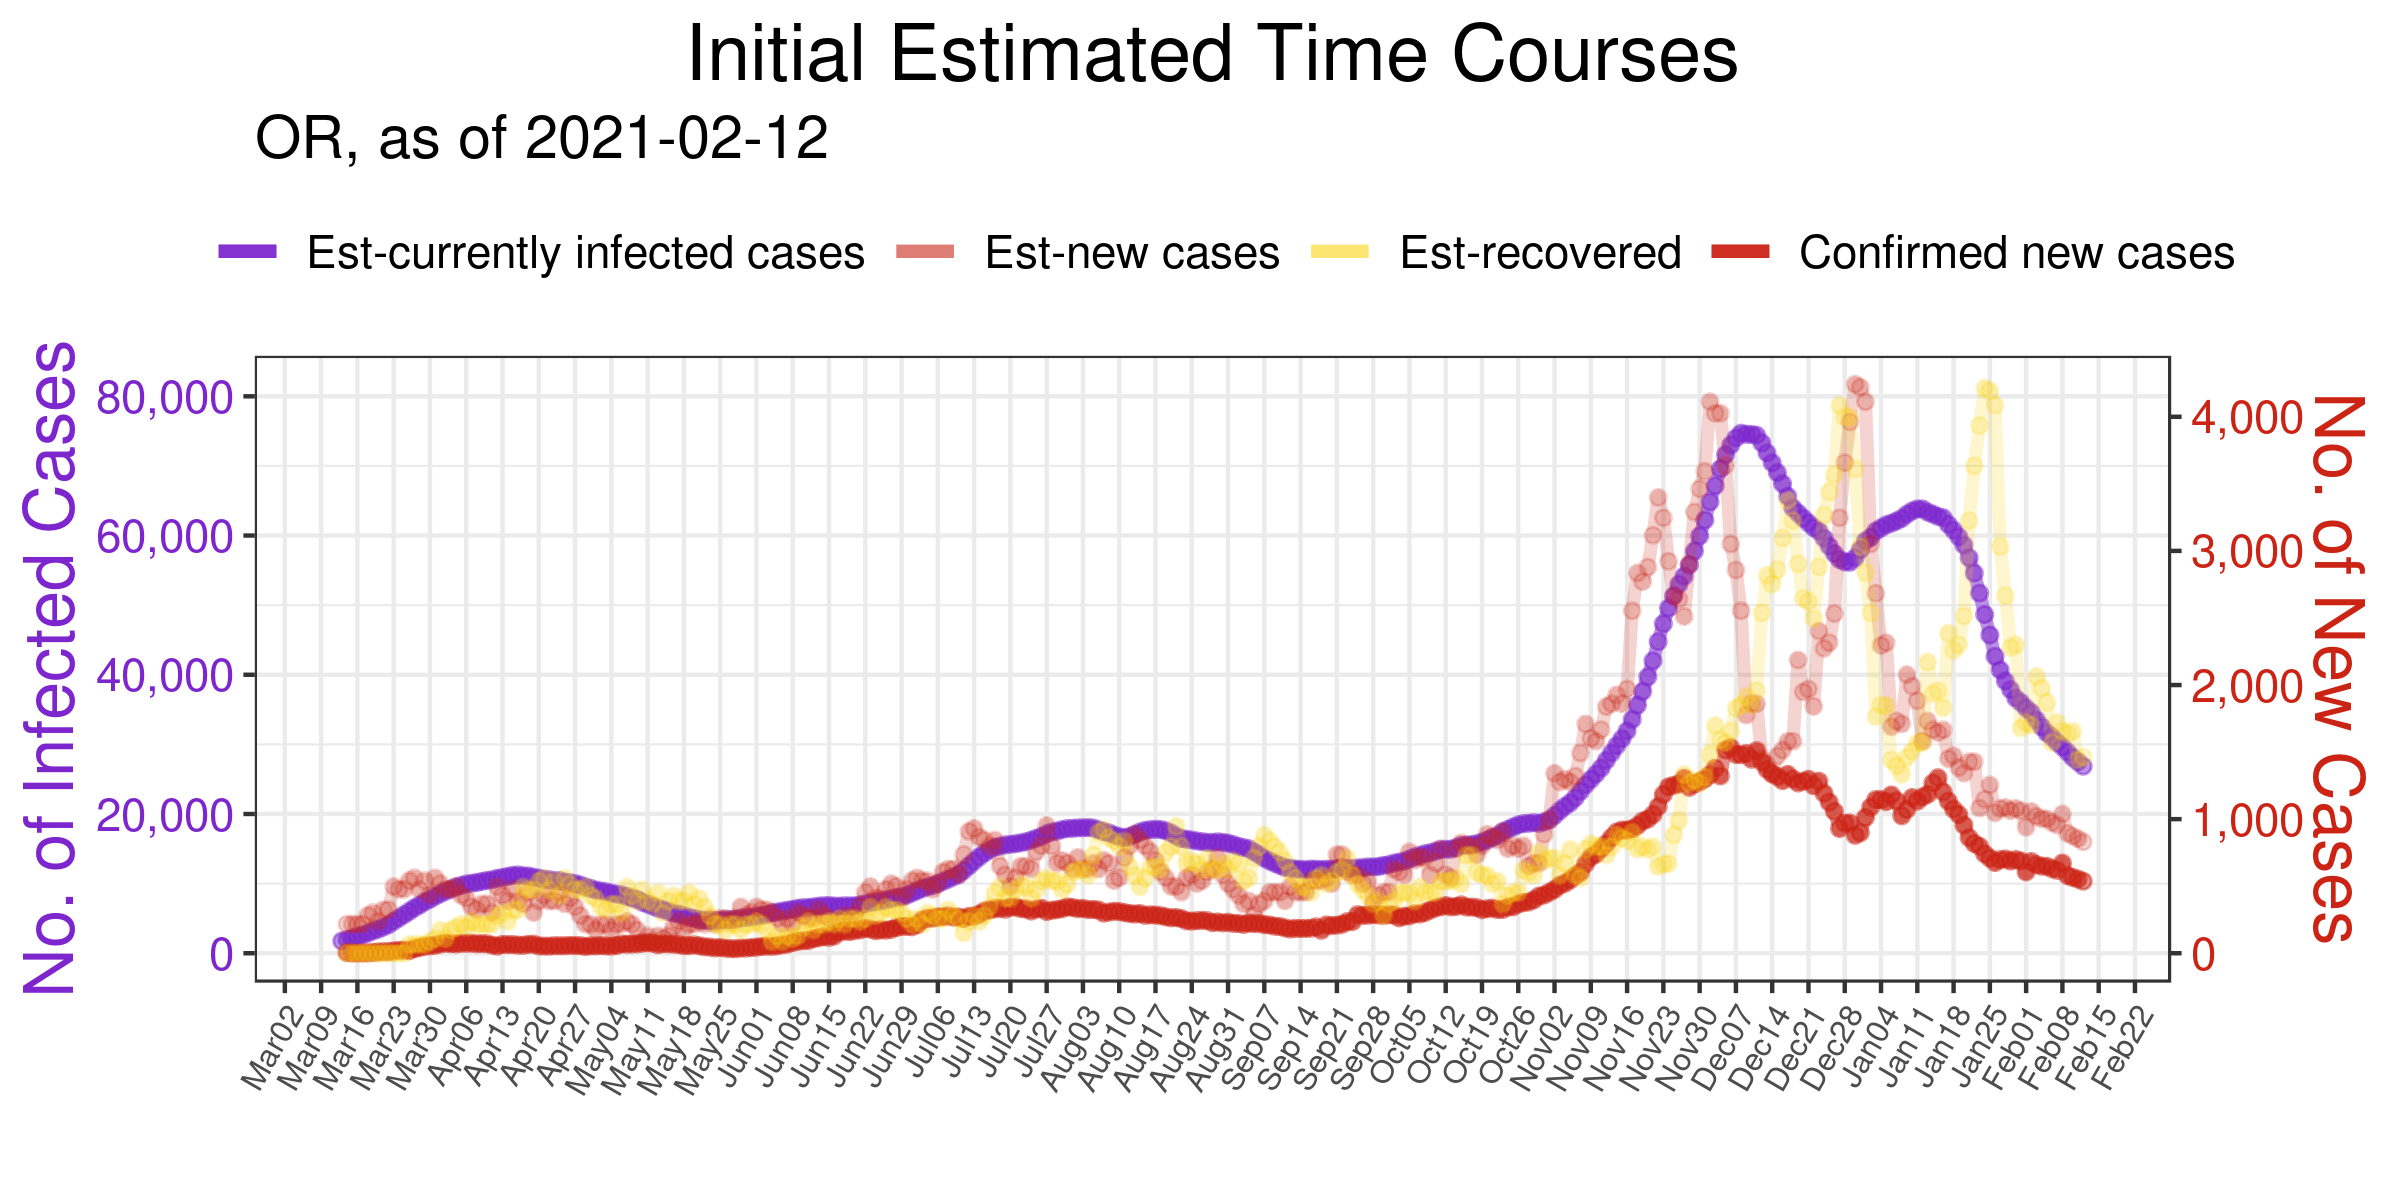 Initial Estimated Time Courses
OR, as of 2021-02-12
Est-currently infected cases Est-new cases Est-recovered Confirmed new cases
No. of Infected Cases
80,000
60,000
40,000
20,000
0
4,000
3,000
2,000
1,000
0
No. of New Cases
Mar02 Mar09 Mar16 Mar23 Mar30 Apr06 Apr13 Apr20 Apr27 May04 May11 May18 May25 Jun01 Jun08 Jun15 Jun22 Jun29 Jul06 Jul13 Jul20 Jul27 Aug03 Aug10 Aug17 Aug24 Aug31 Sep07 Sep14 Sep21 Sep28 Oct05 Oct12 Oct19 Oct26 Nov02 Nov09 Nov16 Nov23 Nov30 Dec07 Dec14 Dec21 Dec28 Jan04 Jan11 Jan18 Jan25 Feb01 Feb08 Feb15 Feb22